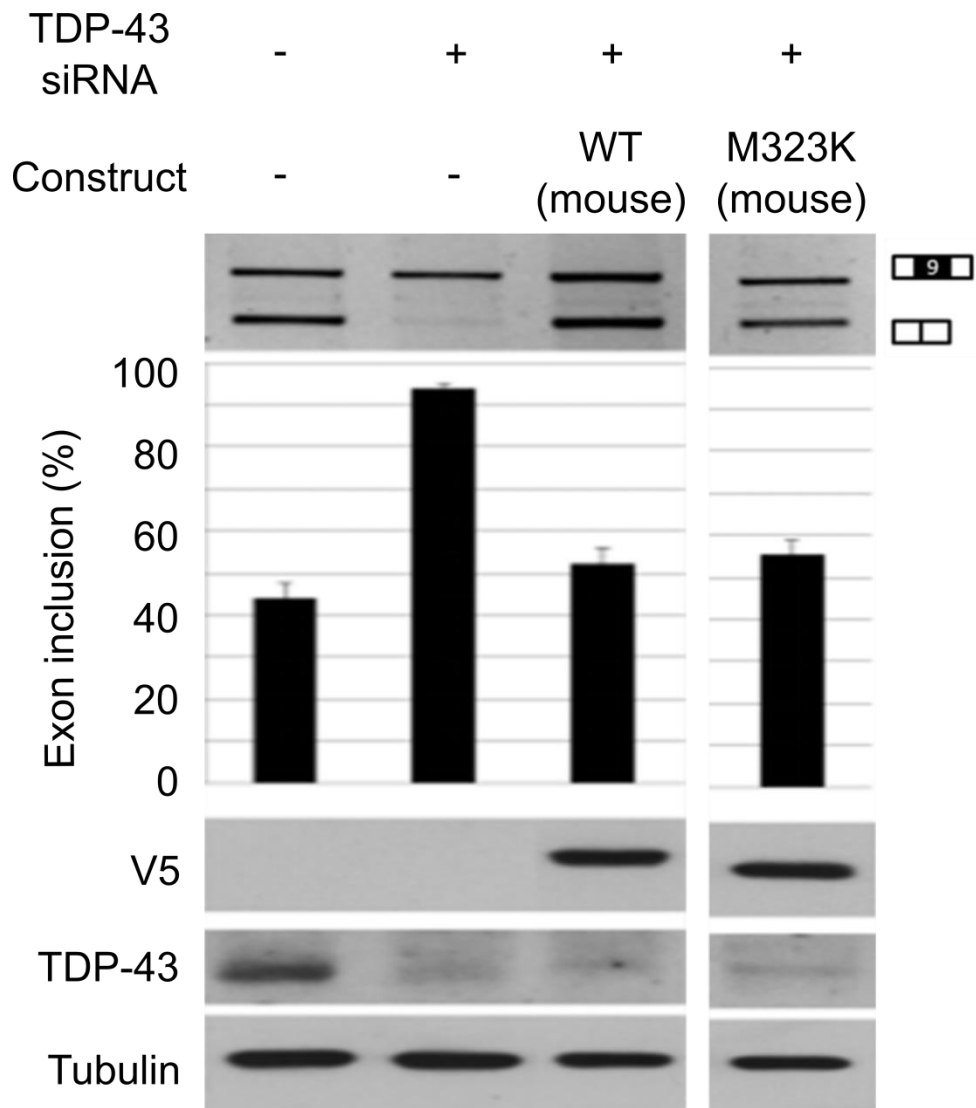 TDP-43
siRNA
- + + +
Construct
- - WT
(mouse) M323K
(mouse)
9
Exon inclusion (%)
100
80
60
40
20
0
V5
TDP-43
Tubulin